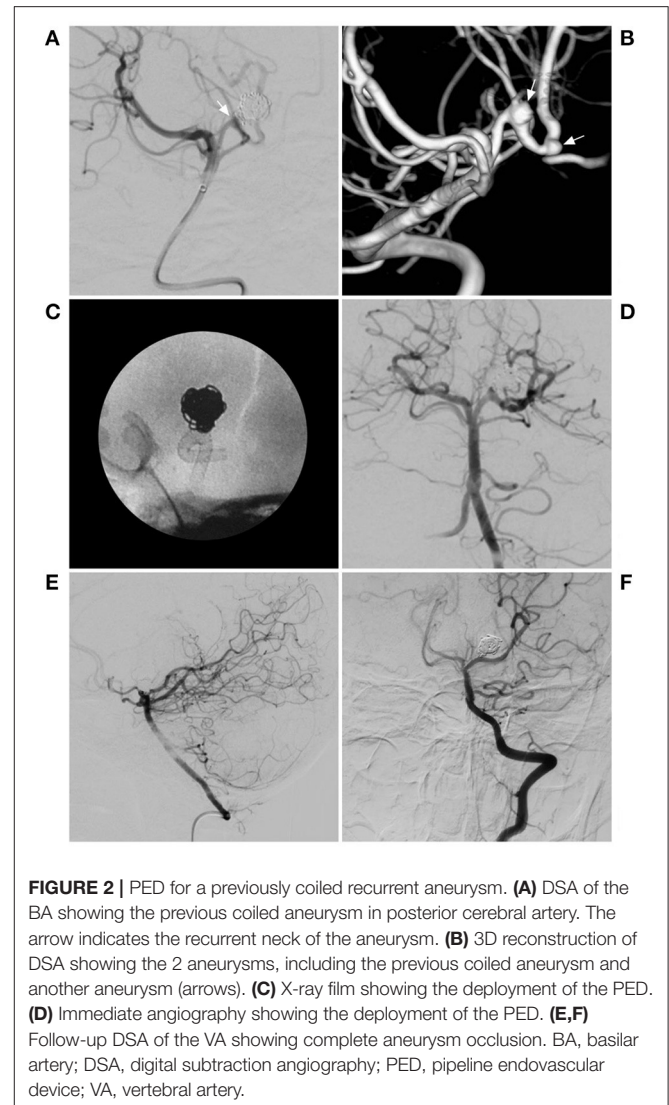 A
B
C
D
E
F
FIGURE 2 | PED for a previously coiled recurrent aneurysm. (A) DSA of the
BA showing the previous coiled aneurysm in posterior cerebral artery. The
arrow indicates the recurrent neck of the aneurysm. (B) 3D reconstruction of
DSA showing the 2 aneurysms, including the previous coiled aneurysm and
another aneurysm (arrows). (C) X-ray film showing the deployment of the PED.
(D) Immediate angiography showing the deployment of the PED. (E,F)
Follow-up DSA of the VA showing complete aneurysm occlusion. BA, basilar
artery; DSA, digital subtraction angiography; PED, pipeline endovascular
device; VA, vertebral artery.